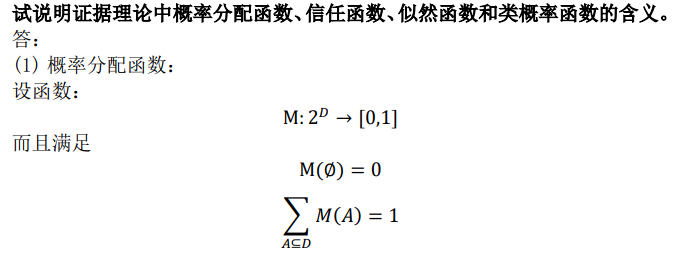 试说明证据理论中概率分配函数、信任函数、似然函数和类概率函数的含义。
答：
(1) 概率分配函数：
设函数：
M: 2^D → [0,1]
而且满足
M(∅) = 0
∑_{A⊆D} M(A) = 1